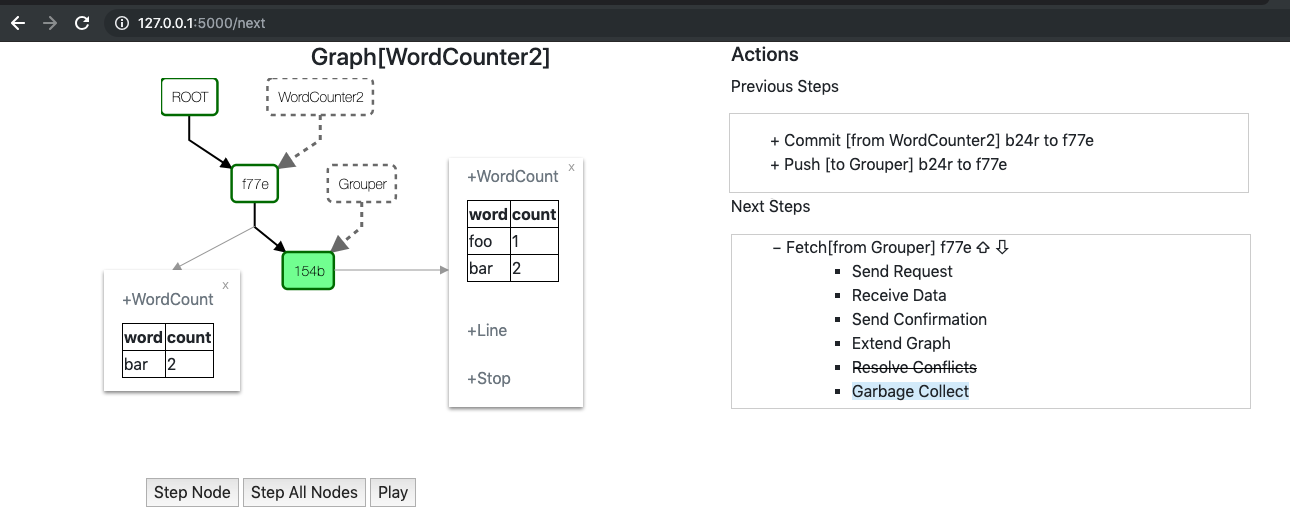 127.0.0.1:5000/next
Graph[WordCounter2]
ROOT
WordCounter2
f77e
Grouper
154b
x
+WordCount
word count
bar 2
x
+WordCount
word count
foo 1
bar 2
+Line
+Stop
Step Node
Step All Nodes
Play
Actions
Previous Steps
+ Commit [from WordCounter2] b24r to f77e
+ Push [to Grouper] b24r to f77e
Next Steps
– Fetch[from Grouper] f77e ⇧ ⇩
▪ Send Request
▪ Receive Data
▪ Send Confirmation
▪ Extend Graph
▪ Resolve Conflicts
▪ Garbage Collect